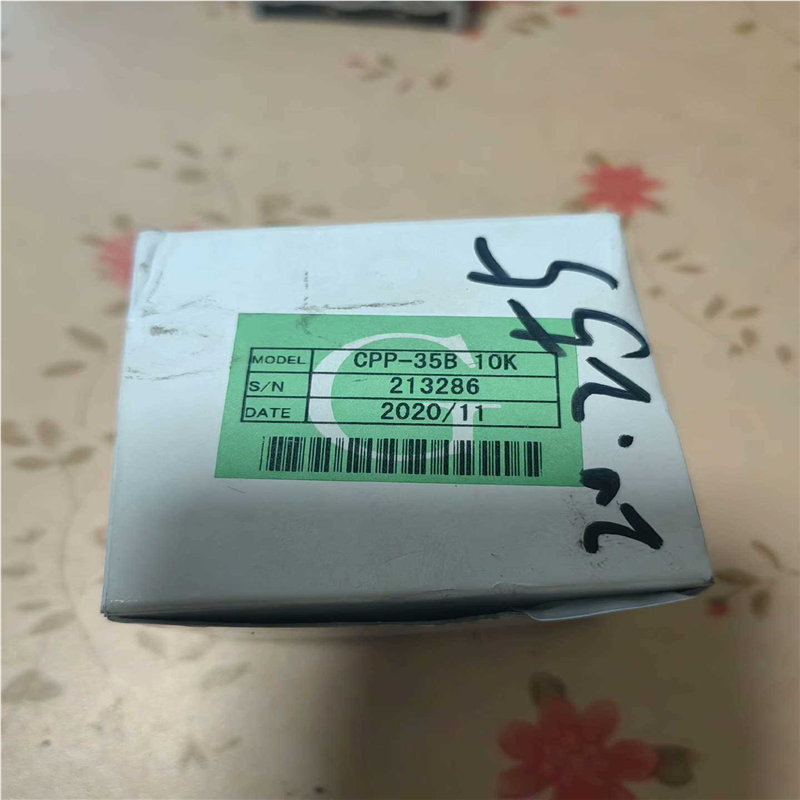 MODEL CPP-35B 10K
S/N 213286
DATE 2020/11
G